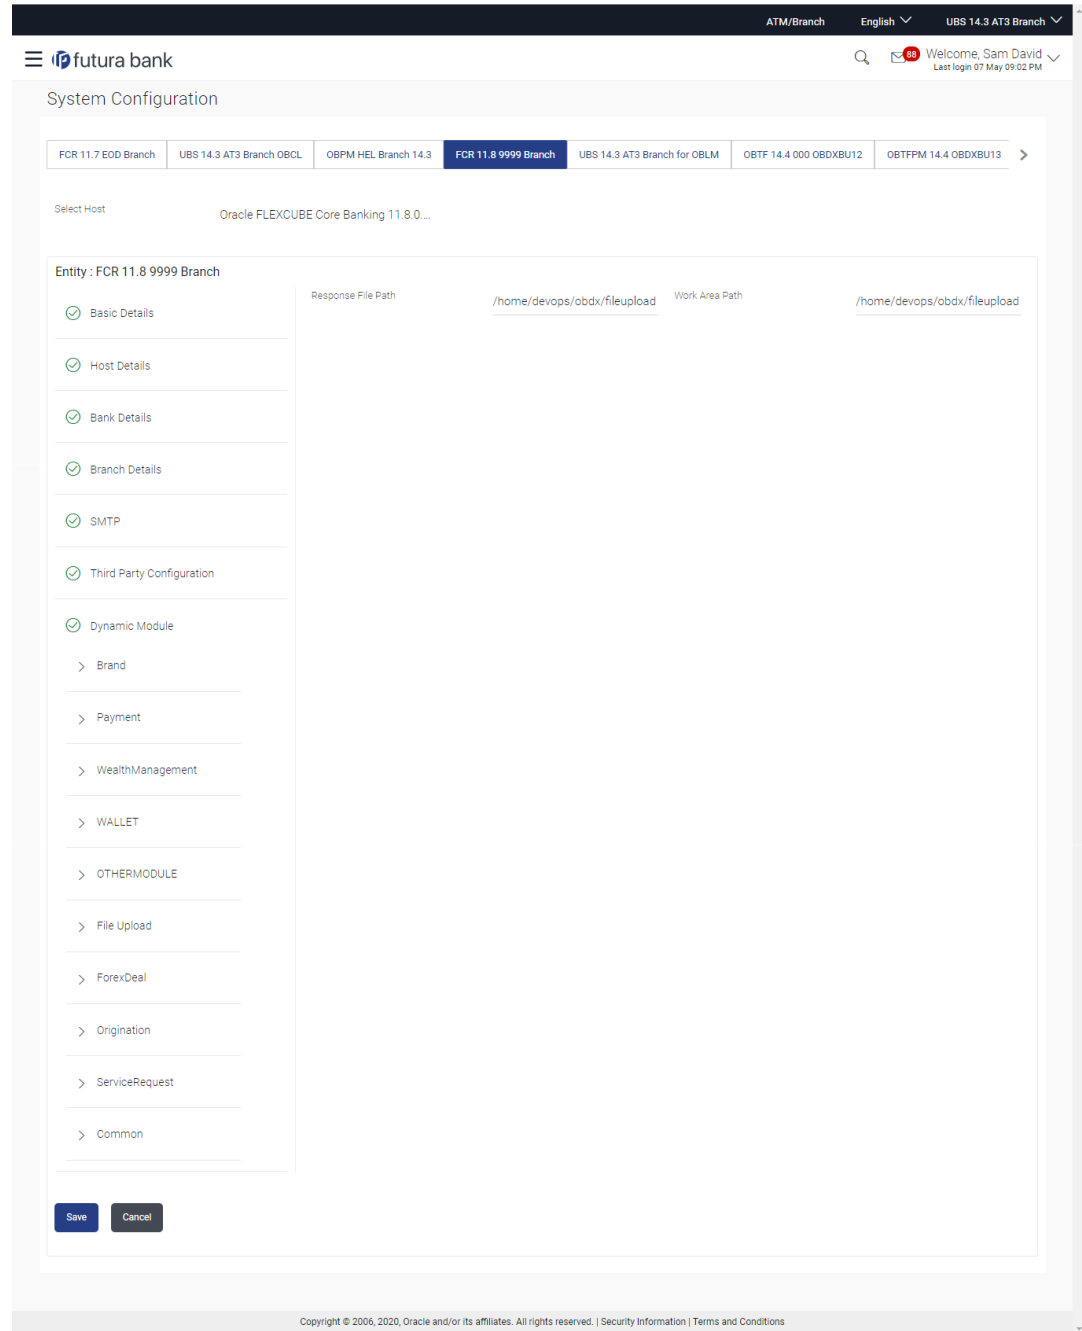 ATM/Branch English UBS 14.3 AT3 Branch
futura bank 88 Welcome, Sam David
Last login 07 May 09:02 PM
System Configuration
FCR 11.7 EOD Branch UBS 14.3 AT3 Branch OBCL OBPM HEL Branch 14.3 FCR 11.8 9999 Branch UBS 14.3 AT3 Branch for OBLM OBTF 14.4 000 OBDXBU12 OBTFPM 14.4 OBDXBU13
Select Host Oracle FLEXCUBE Core Banking 11.8.0....
Entity : FCR 11.8 9999 Branch
Response File Path /home/devops/obdx/fileupload Work Area Path /home/devops/obdx/fileupload
Basic Details
Host Details
Bank Details
Branch Details
SMTP
Third Party Configuration
Dynamic Module
Brand
Payment
WealthManagement
WALLET
OTHERMODULE
File Upload
ForexDeal
Origination
ServiceRequest
Common
Save Cancel
Copyright © 2006, 2020, Oracle and/or its affiliates. All rights reserved. | Security Information | Terms and Conditions